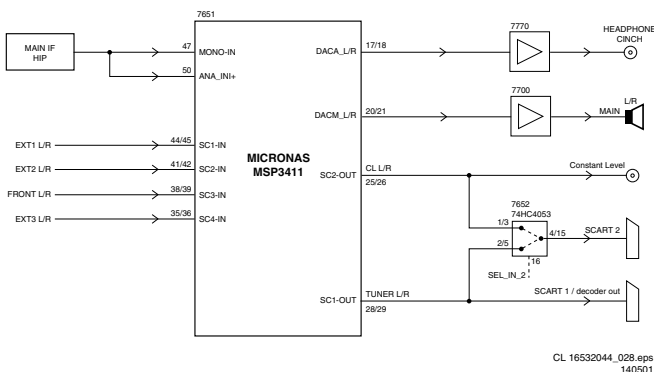 7651
MAIN IF
HIP
47
MONO-IN
50
ANA_INI+
EXT1 L/R
44/45
SC1-IN
EXT2 L/R
41/42
SC2-IN
FRONT L/R
38/39
SC3-IN
EXT3 L/R
35/36
SC4-IN
MICRONAS
MSP3411
DACA_L/R
17/18
7770
HEADPHONE
CINCH
DACM_L/R
20/21
7700
MAIN
L/R
SC2-OUT
CL L/R
25/26
Constant Level
7652
74HC4053
1/3
2/5
4/15
SCART 2
16
SEL_IN_2
SC1-OUT
TUNER L/R
28/29
SCART 1 / decoder out
CL 16532044_028.eps
140501